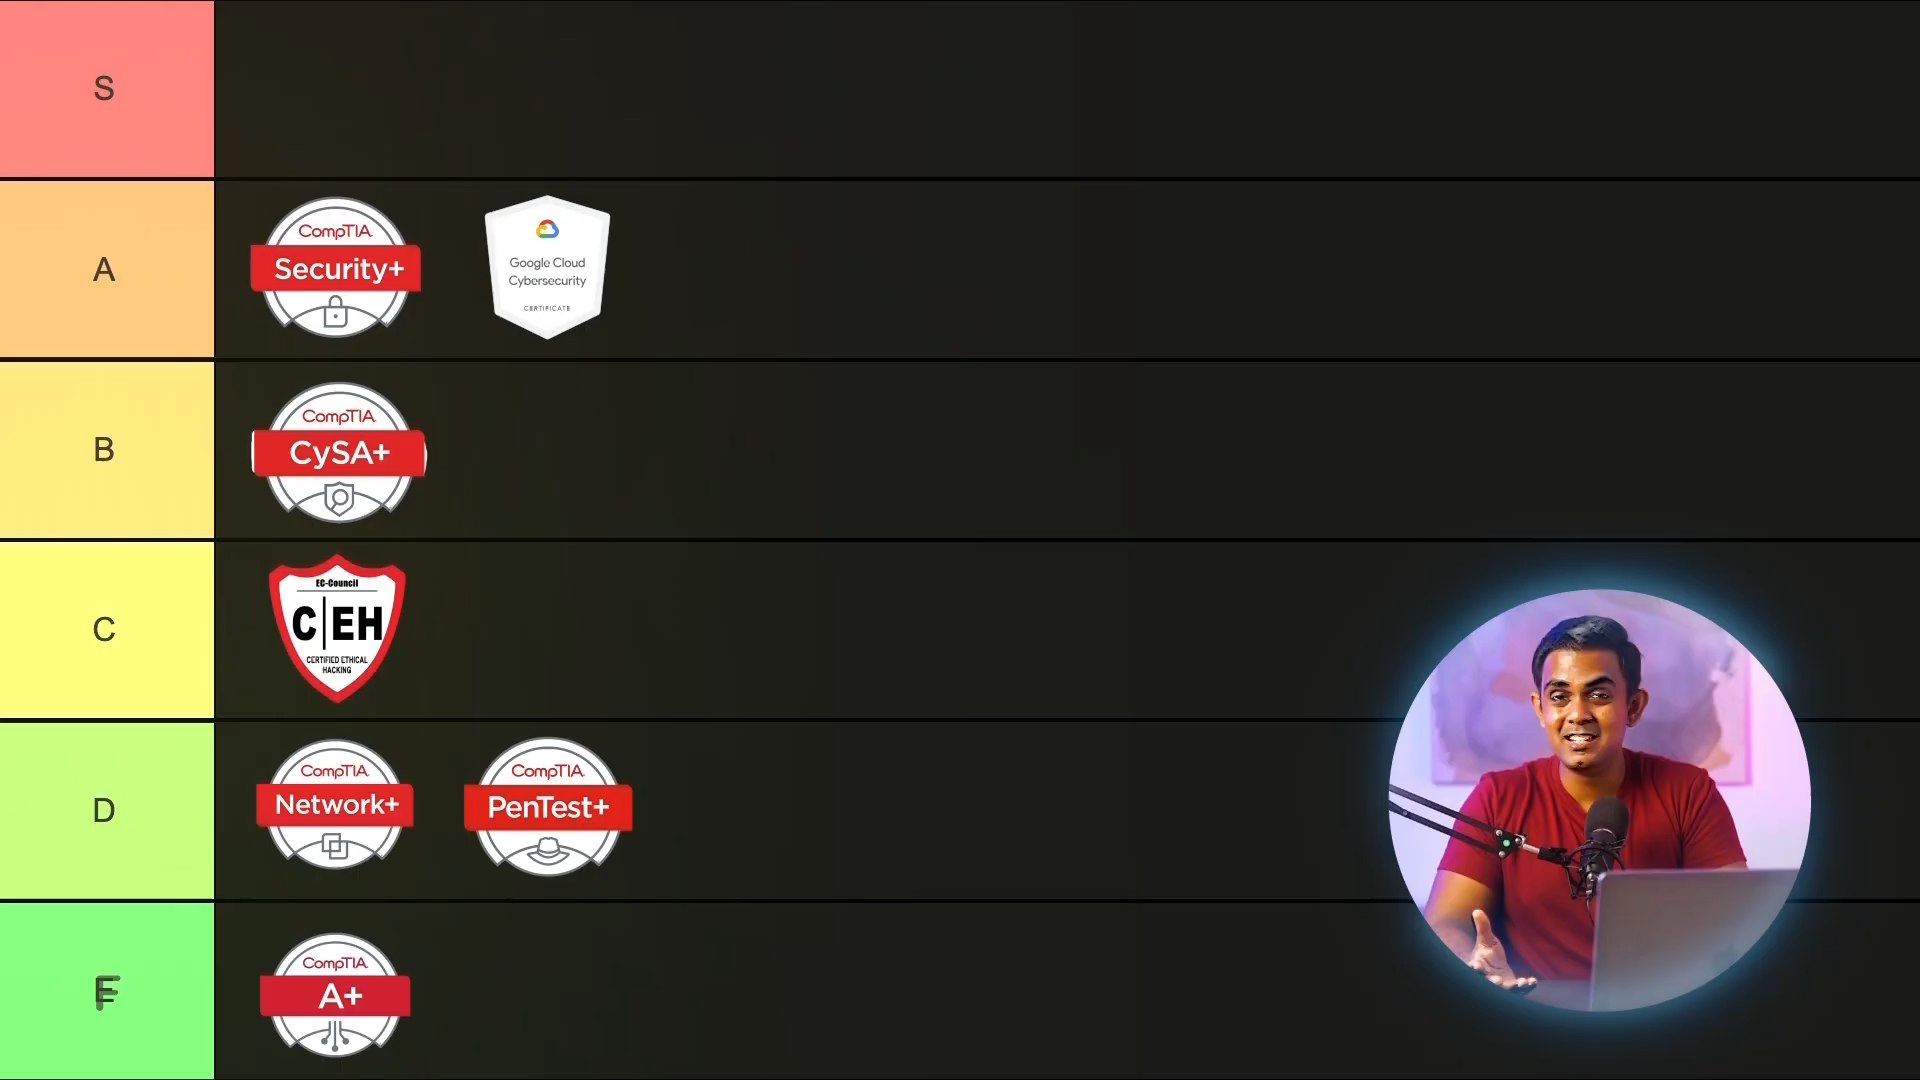 S
A
CompTIA
Security+
Google Cloud
Cybersecurity
CERTIFICATE
B
CompTIA
CySA+
C
EC-Council
C|EH
CERTIFIED ETHICAL
HACKING
D
CompTIA
Network+
CompTIA
PenTest+
F
CompTIA
A+